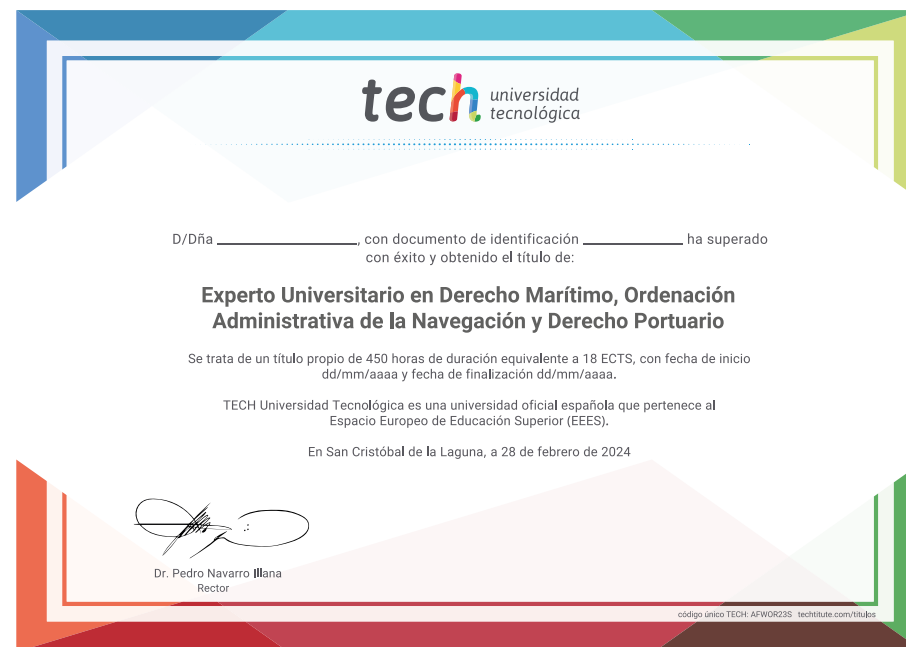 tech universidad
tecnológica
D/Dña ____________, con documento de identificación ____________ ha superado
con éxito y obtenido el título de:
Experto Universitario en Derecho Marítimo, Ordenación
Administrativa de la Navegación y Derecho Portuario
Se trata de un título propio de 450 horas de duración equivalente a 18 ECTS, con fecha de inicio
dd/mm/aaaa y fecha de finalización dd/mm/aaaa.
TECH Universidad Tecnológica es una universidad oficial española que pertenece al
Espacio Europeo de Educación Superior (EEES).
En San Cristóbal de la Laguna, a 28 de febrero de 2024
Dr. Pedro Navarro Illana
Rector
código único TECH: AFWOR23S techtitute.com/titulos